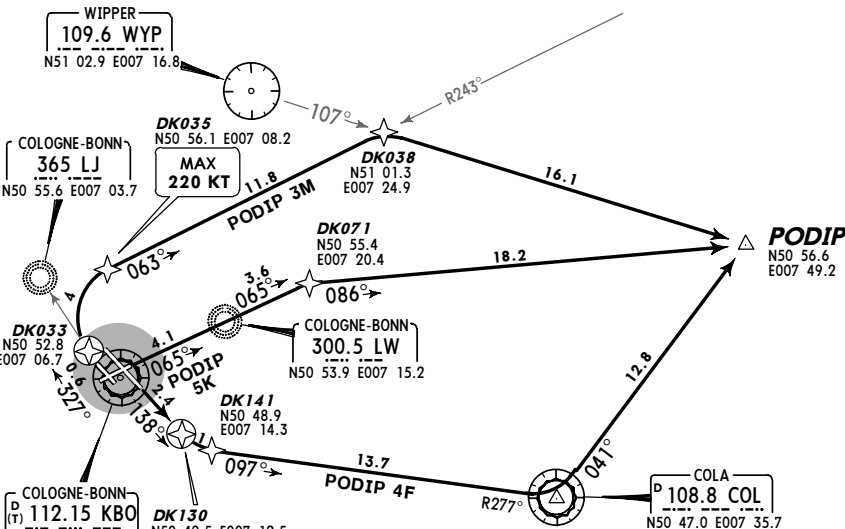 WIPPER
109.6 WYP
N51 02.9 E007 16.8
107°
R243°
DK035
N50 56.1 E007 08.2
MAX
220 KT
COLOGNE-BONN
365 LJ
N50 55.6 E007 03.7
DK038
N51 01.3
E007 24.9
11.8
PODIP 3M
16.1
063°
4
DK071
N50 55.4
E007 20.4
18.2
086°
PODIP
N50 56.6
E007 49.2
3.6
065°
COLOGNE-BONN
300.5 LW
N50 53.9 E007 15.2
DK033
N50 52.8
E007 06.7
4.1
065°
PODIP
5K
0.6
327°
2.4
138°
DK141
N50 48.9
E007 14.3
1
097°
13.7
PODIP 4F
12.8
041°
R277°
COLA
D 108.8 COL
N50 47.0 E007 35.7
COLOGNE-BONN
D
(T) 112.15 KBO
DK130